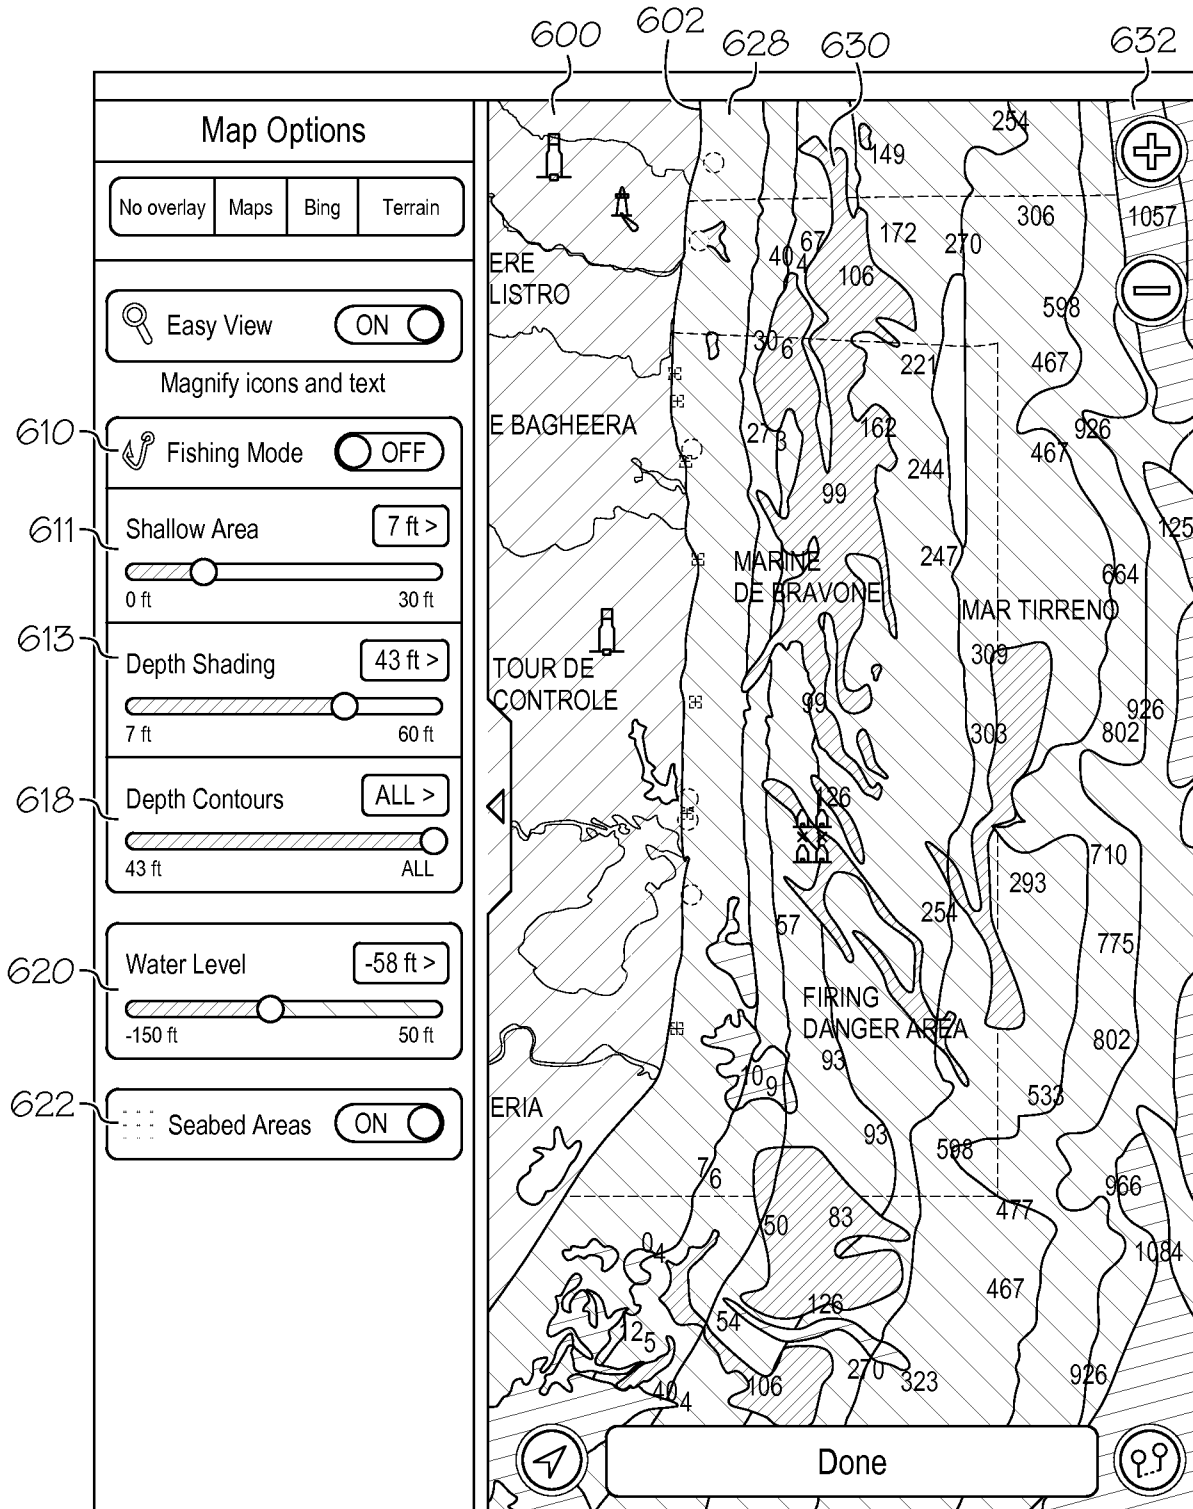 600
602
628
630
632
Map Options
No overlay Maps Bing Terrain
Easy View ON
Magnify icons and text
610
Fishing Mode OFF
611
Shallow Area 7 ft >
0 ft 30 ft
613
Depth Shading 43 ft >
7 ft 60 ft
618
Depth Contours ALL >
43 ft ALL
620
Water Level -58 ft >
-150 ft 50 ft
622
Seabed Areas ON
254
149
306
1057
172
67
270
40 4
ERE
LISTRO
106
598
30 6
221
467
E BAGHEERA
27 3
162
926
467
244
99
125
MARINE
DE BRAVONE
247
664
MAR TIRRENO
309
TOUR DE
CONTROLE
99
926
303
802
126
710
293
254
57
775
FIRING
DANGER AREA
802
93
10 9
533
ERIA
93
598
7 6
966
477
50
83
0 4
1084
467
126
54
12 5
270
323
926
106
40 4
Done